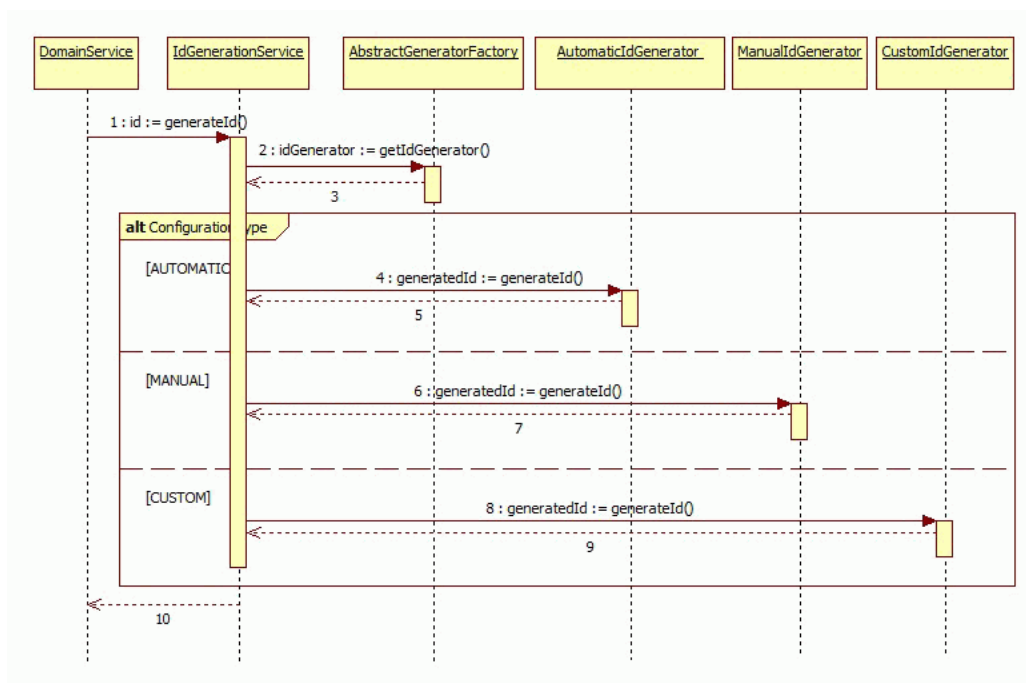 DomainService
IdGenerationService
AbstractGeneratorFactory
AutomaticIdGenerator
ManualIdGenerator
CustomIdGenerator
1 : id := generateId()
2 : idGenerator := getIdGenerator()
3
alt Configuration
[AUTOMATIC
4 : generatedId := generateId()
5
[MANUAL]
6 : generatedId := generateId()
7
[CUSTOM]
8 : generatedId := generateId()
9
10